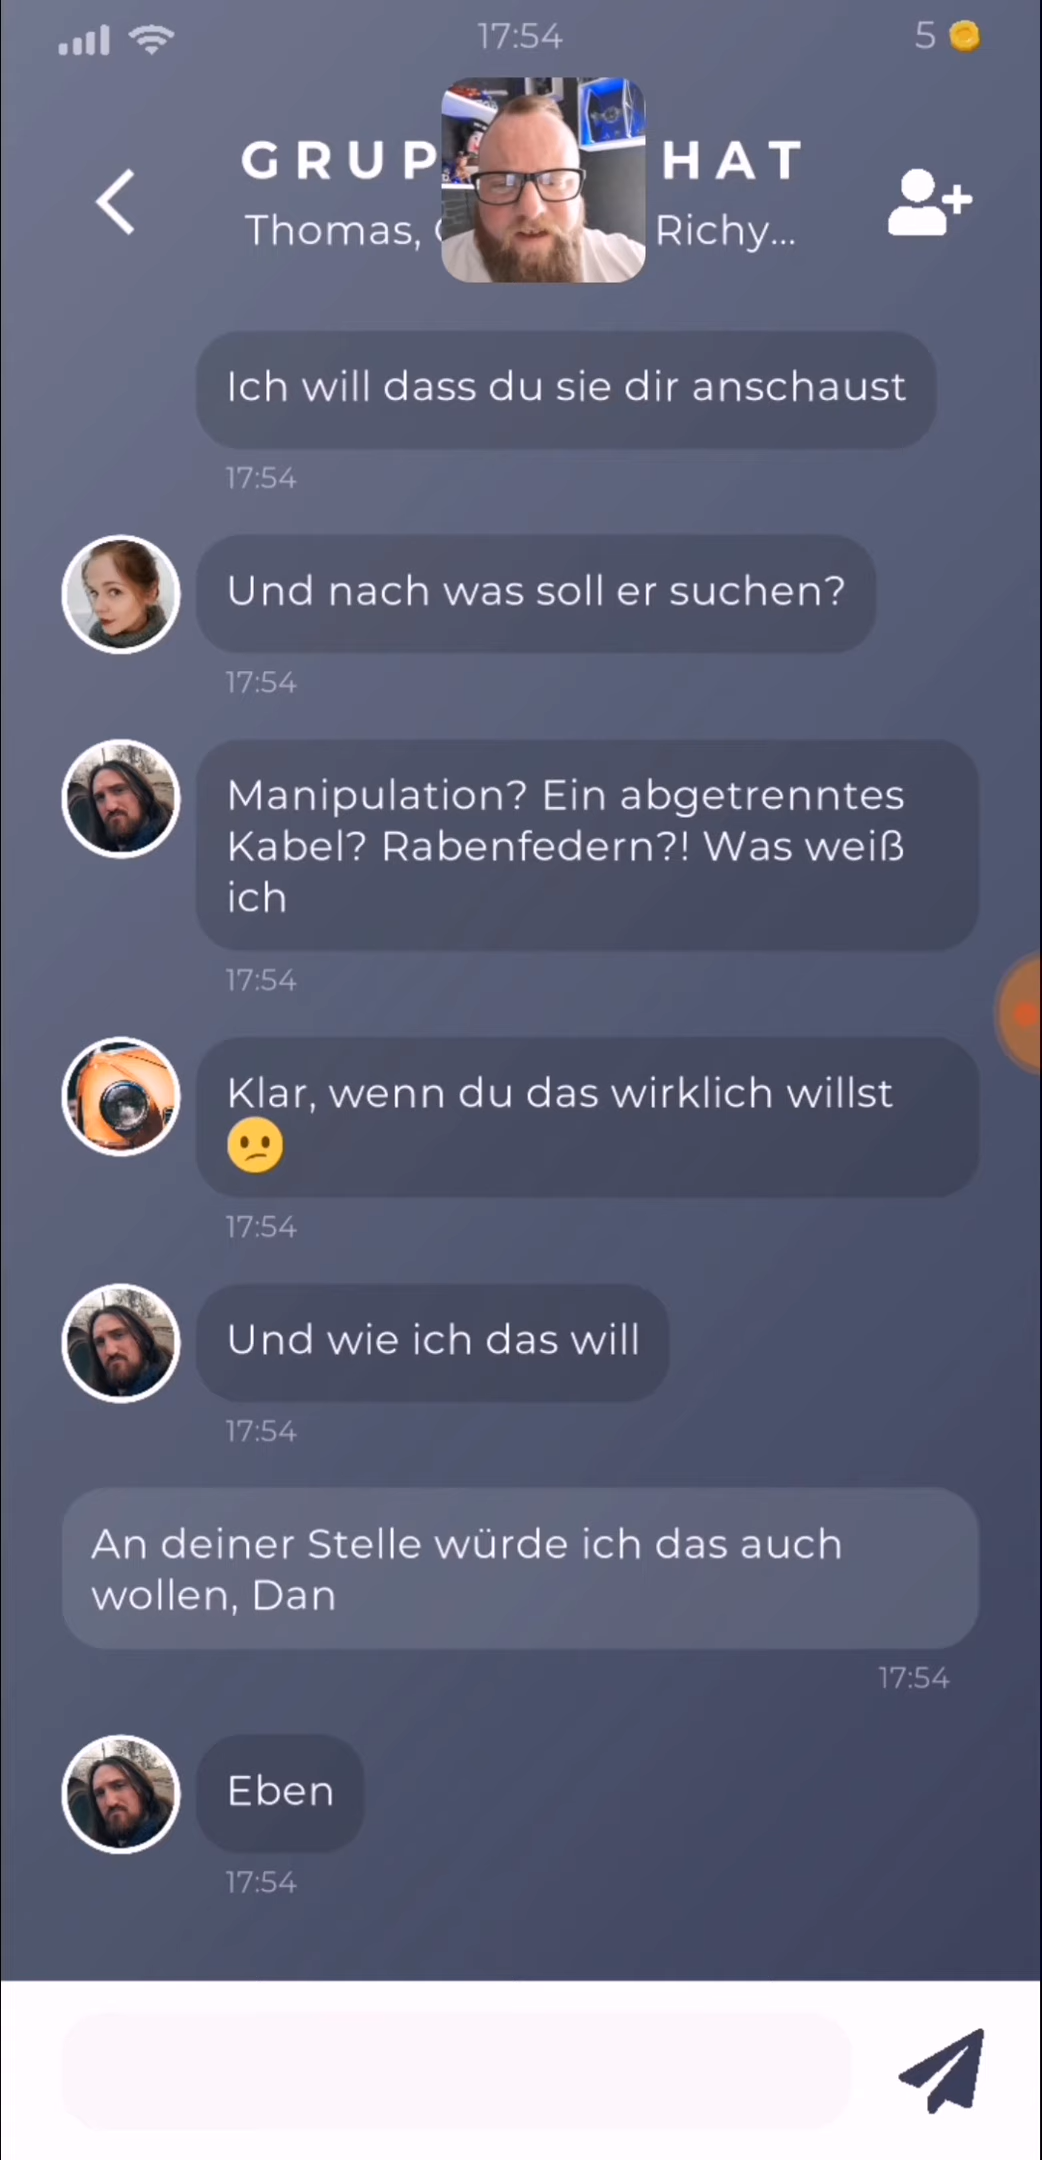 17:54
5
GRUP HAT
Thomas, Richy...
Ich will dass du sie dir anschaust
17:54
Und nach was soll er suchen?
17:54
Manipulation? Ein abgetrenntes
Kabel? Rabenfedern?! Was weiß
ich
17:54
Klar, wenn du das wirklich willst
😕
17:54
Und wie ich das will
17:54
An deiner Stelle würde ich das auch
wollen, Dan
17:54
Eben
17:54